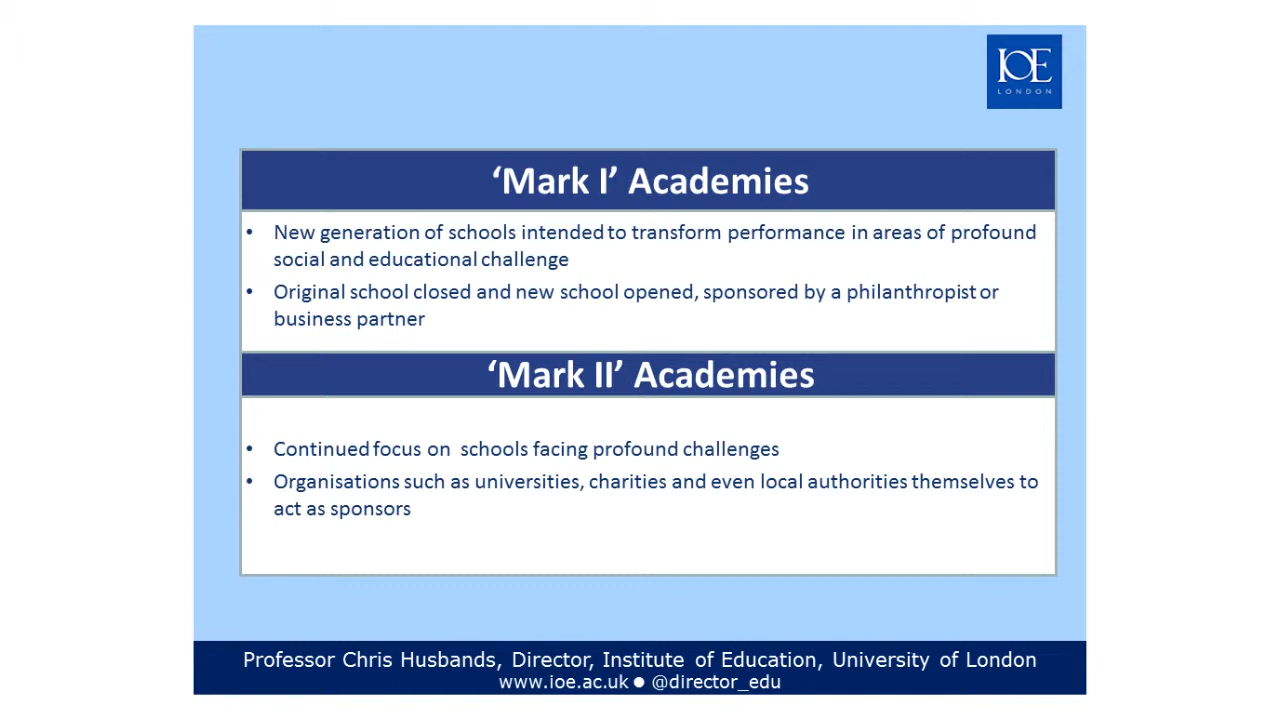 IOE
LONDON
‘Mark I’ Academies
• New generation of schools intended to transform performance in areas of profound
social and educational challenge
• Original school closed and new school opened, sponsored by a philanthropist or
business partner
‘Mark II’ Academies
• Continued focus on schools facing profound challenges
• Organisations such as universities, charities and even local authorities themselves to
act as sponsors
Professor Chris Husbands, Director, Institute of Education, University of London
www.ioe.ac.uk ● @director_edu